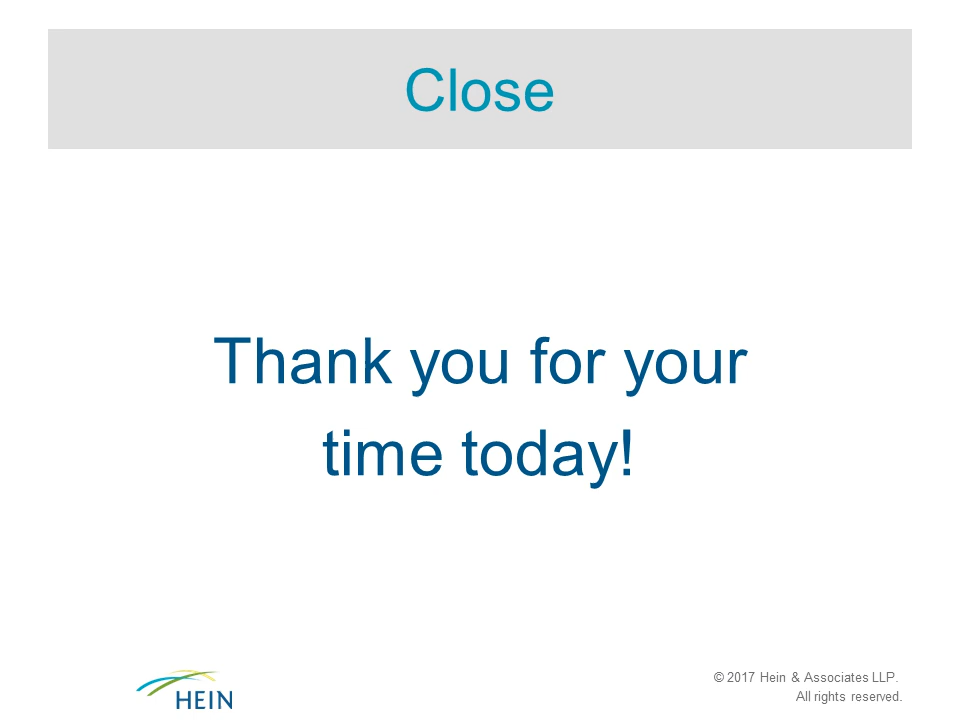 Close
Thank you for your
time today!
HEIN
© 2017 Hein & Associates LLP.
All rights reserved.